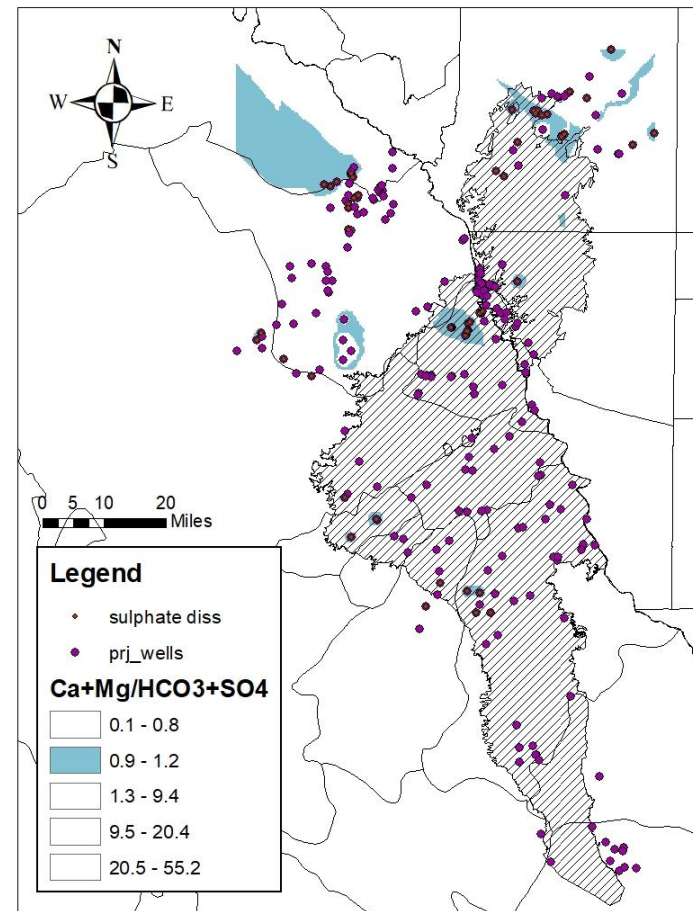 N
W E
S
0 5 10 20
Miles
Legend
sulphate diss
prj_wells
Ca+Mg/HCO3+SO4
0.1 - 0.8
0.9 - 1.2
1.3 - 9.4
9.5 - 20.4
20.5 - 55.2